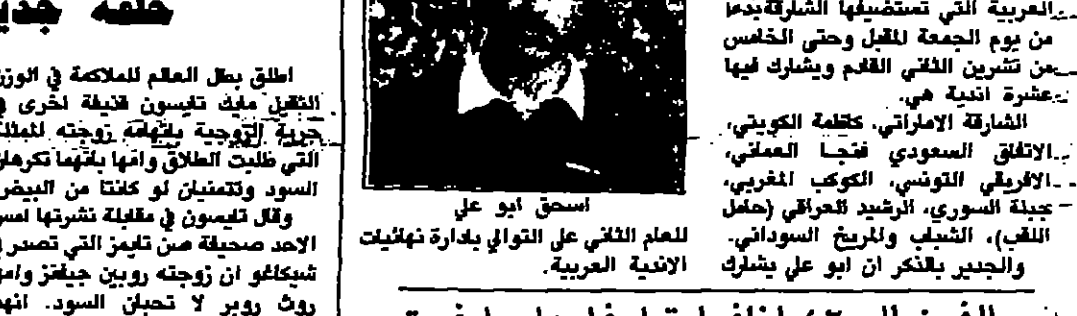 العربية التي تستضيفها الشارقة بدءا
من يوم الجمعة المقبل وحتى الخامس
من تشرين الثاني القادم ويشارك فيها
عشرة اندية هي.
الشارقة الاماراتي، كاظمة الكويتي،
الاتفاق السعودي فنجا العماني،
الافريقي التونسي، الكوكب المغربي،
جبلة السوري، الرشيد العراقي (حامل
اللقب)، الشباب والمريخ السوداني.
والجدير بالذكر ان ابو علي يشارك
اسحق ابو علي
للعام الثاني على التوالي بادارة نهائيات
الاندية العربية.
اطلق بطل العالم للملاكمة في الوزن
الثقيل مايك تايسون قذيفة اخرى في
حربه الزوجية باتهامه زوجته الممثلة
التي طلبت الطلاق وامها بانهما تكرهان
السود وتتمنيان لو كانتا من البيض.
وقال تايسون في مقابلة نشرتها امس
الاحد صحيفة صن تايمز التي تصدر في
شيكاغو ان زوجته روبين جيفنز وامها
روث روبر لا تحبان السود. انهما